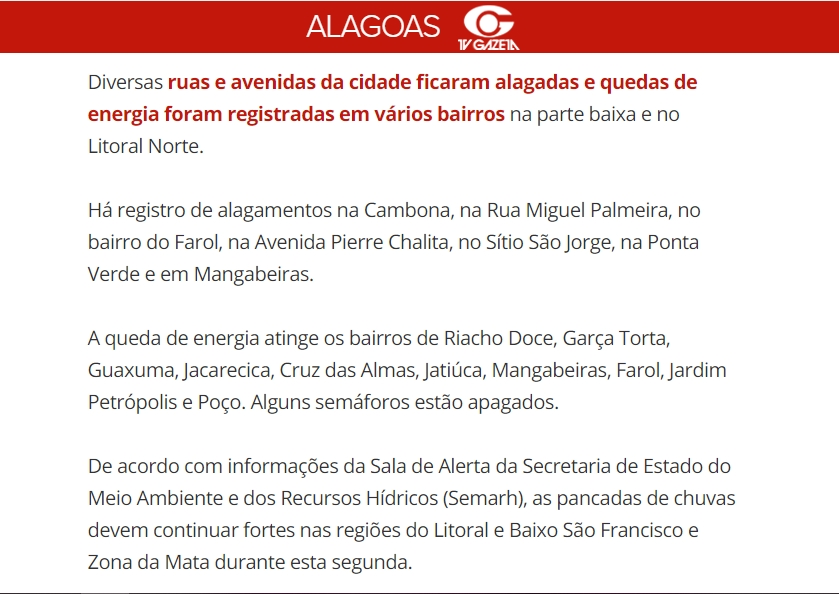 ALAGOAS
TV GAZETA
Diversas ruas e avenidas da cidade ficaram alagadas e quedas de
energia foram registradas em vários bairros na parte baixa e no
Litoral Norte.
Há registro de alagamentos na Cambona, na Rua Miguel Palmeira, no
bairro do Farol, na Avenida Pierre Chalita, no Sítio São Jorge, na Ponta
Verde e em Mangabeiras.
A queda de energia atinge os bairros de Riacho Doce, Garça Torta,
Guaxuma, Jacarecica, Cruz das Almas, Jatiúca, Mangabeiras, Farol, Jardim
Petrópolis e Poço. Alguns semáforos estão apagados.
De acordo com informações da Sala de Alerta da Secretaria de Estado do
Meio Ambiente e dos Recursos Hídricos (Semarh), as pancadas de chuvas
devem continuar fortes nas regiões do Litoral e Baixo São Francisco e
Zona da Mata durante esta segunda.